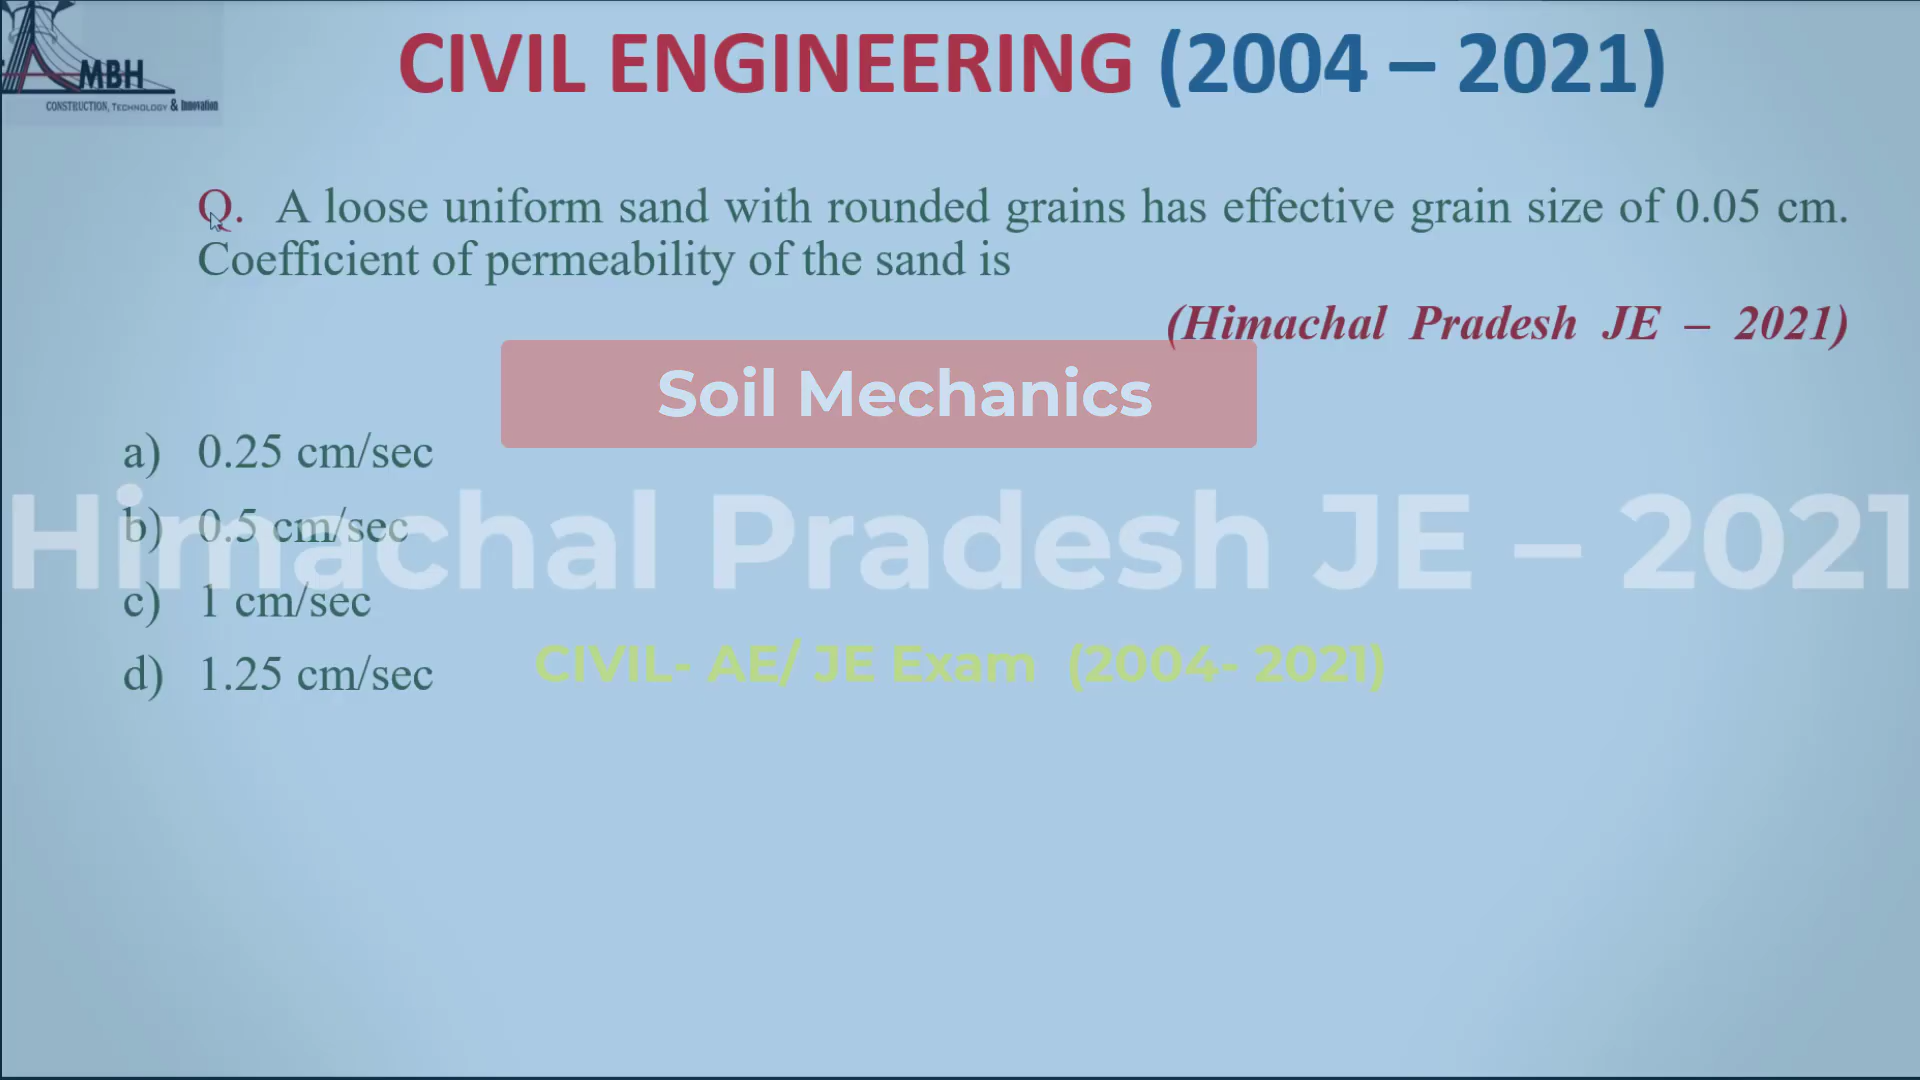 MBH
CONSTRUCTION, TECHNOLOGY & Innovation
CIVIL ENGINEERING (2004 – 2021)
Q. A loose uniform sand with rounded grains has effective grain size of 0.05 cm.
Coefficient of permeability of the sand is
(Himachal Pradesh JE – 2021)
Soil Mechanics
a) 0.25 cm/sec
b) 0.5 cm/sec
Himachal Pradesh JE – 2021
c) 1 cm/sec
CIVIL- AE/ JE Exam (2004- 2021)
d) 1.25 cm/sec